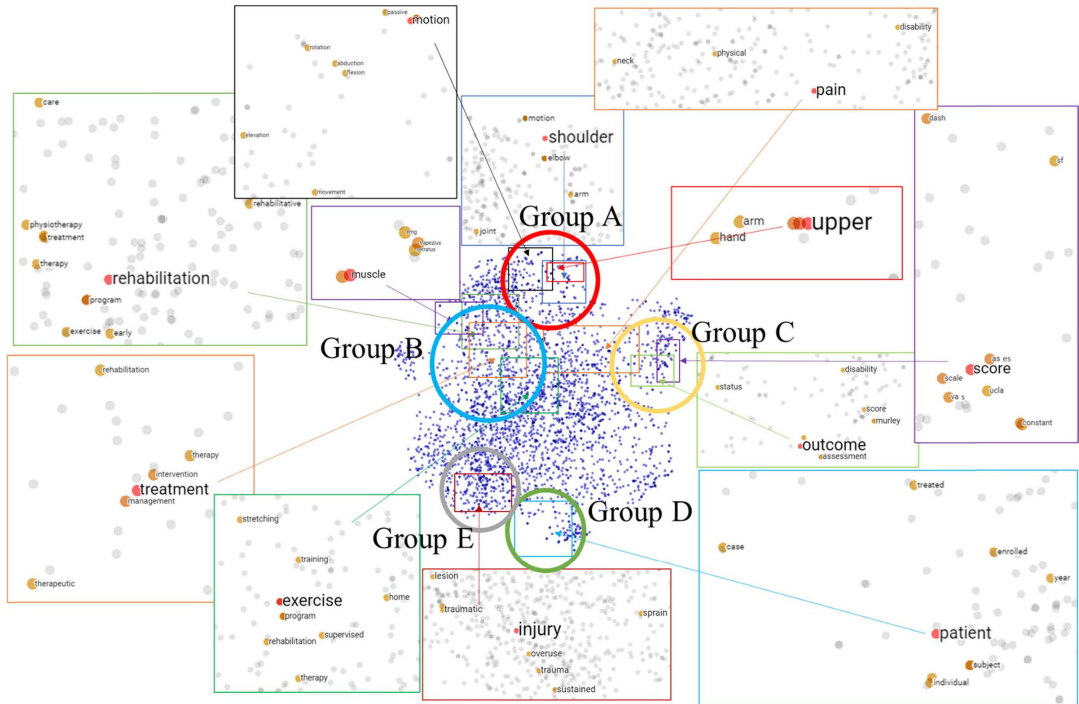 passive
motion
rotation
abduction
flexion
elevation
movement
disability
neck
physical
pain
care
rehabilitative
physiotherapy
treatment
therapy
rehabilitation
program
exercise
early
motion
shoulder
elbow
arm
joint
dash
sf
as es
score
scale
va s
ucla
constant
arm
hand
upper
muscle
Group A
Group B
Group C
Group D
Group E
disability
status
score
murley
outcome
assessment
rehabilitation
therapy
intervention
treatment
management
therapeutic
stretching
training
exercise
home
program
supervised
rehabilitation
therapy
lesion
traumatic
sprain
injury
overuse
trauma
sustained
treated
case
enrolled
year
patient
subject
individual